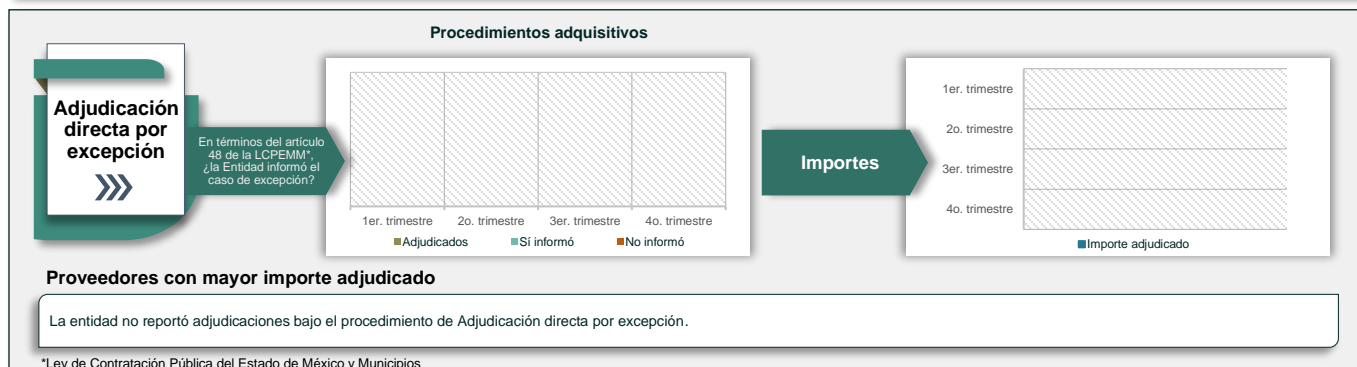 Procedimientos adquisitivos
Adjudicación
directa por
excepción
En términos del artículo
48 de la LCPEMM*,
¿la Entidad informó el
caso de excepción?
1er. trimestre
2o. trimestre
3er. trimestre
4o. trimestre
Adjudicados
Sí informó
No informó
Importes
1er. trimestre
2o. trimestre
3er. trimestre
4o. trimestre
Importe adjudicado
Proveedores con mayor importe adjudicado
La entidad no reportó adjudicaciones bajo el procedimiento de Adjudicación directa por excepción.
*Ley de Contratación Pública del Estado de México y Municipios